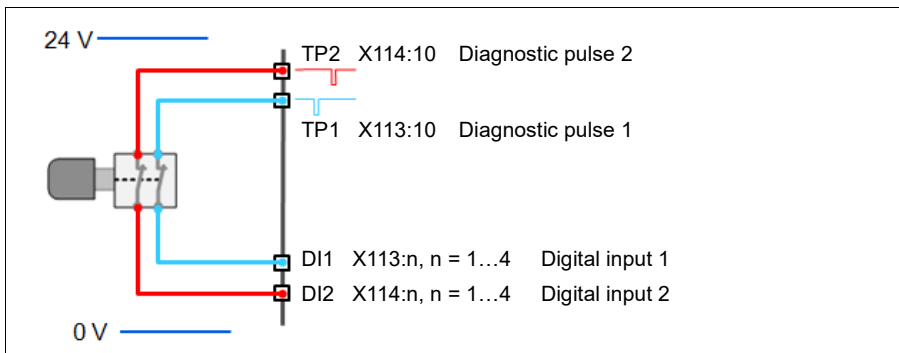 24 V
TP2 X114:10 Diagnostic pulse 2
TP1 X113:10 Diagnostic pulse 1
DI1 X113:n, n = 1…4 Digital input 1
DI2 X114:n, n = 1…4 Digital input 2
0 V